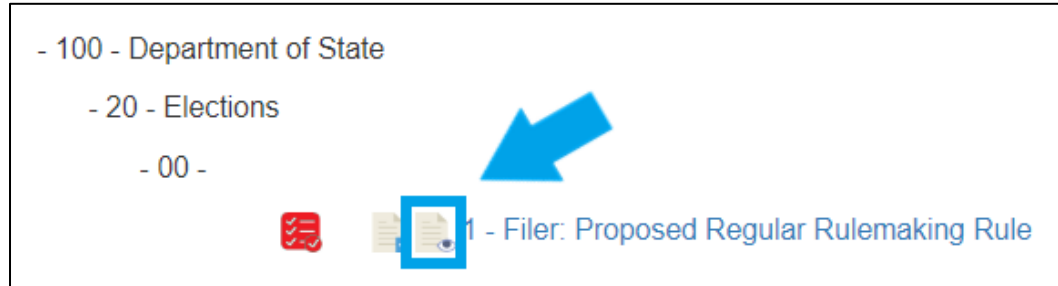 - 100 - Department of State
- 20 - Elections
- 00 -
1 - Filer: Proposed Regular Rulemaking Rule